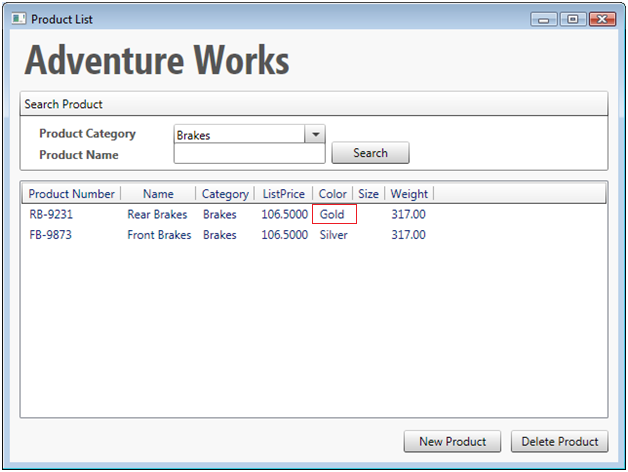 Product List
Adventure Works
Search Product
Product Category Brakes
Product Name Search
Product Number Name Category ListPrice Color Size Weight
RB-9231 Rear Brakes Brakes 106.5000 Gold 317.00
FB-9873 Front Brakes Brakes 106.5000 Silver 317.00
New Product Delete Product